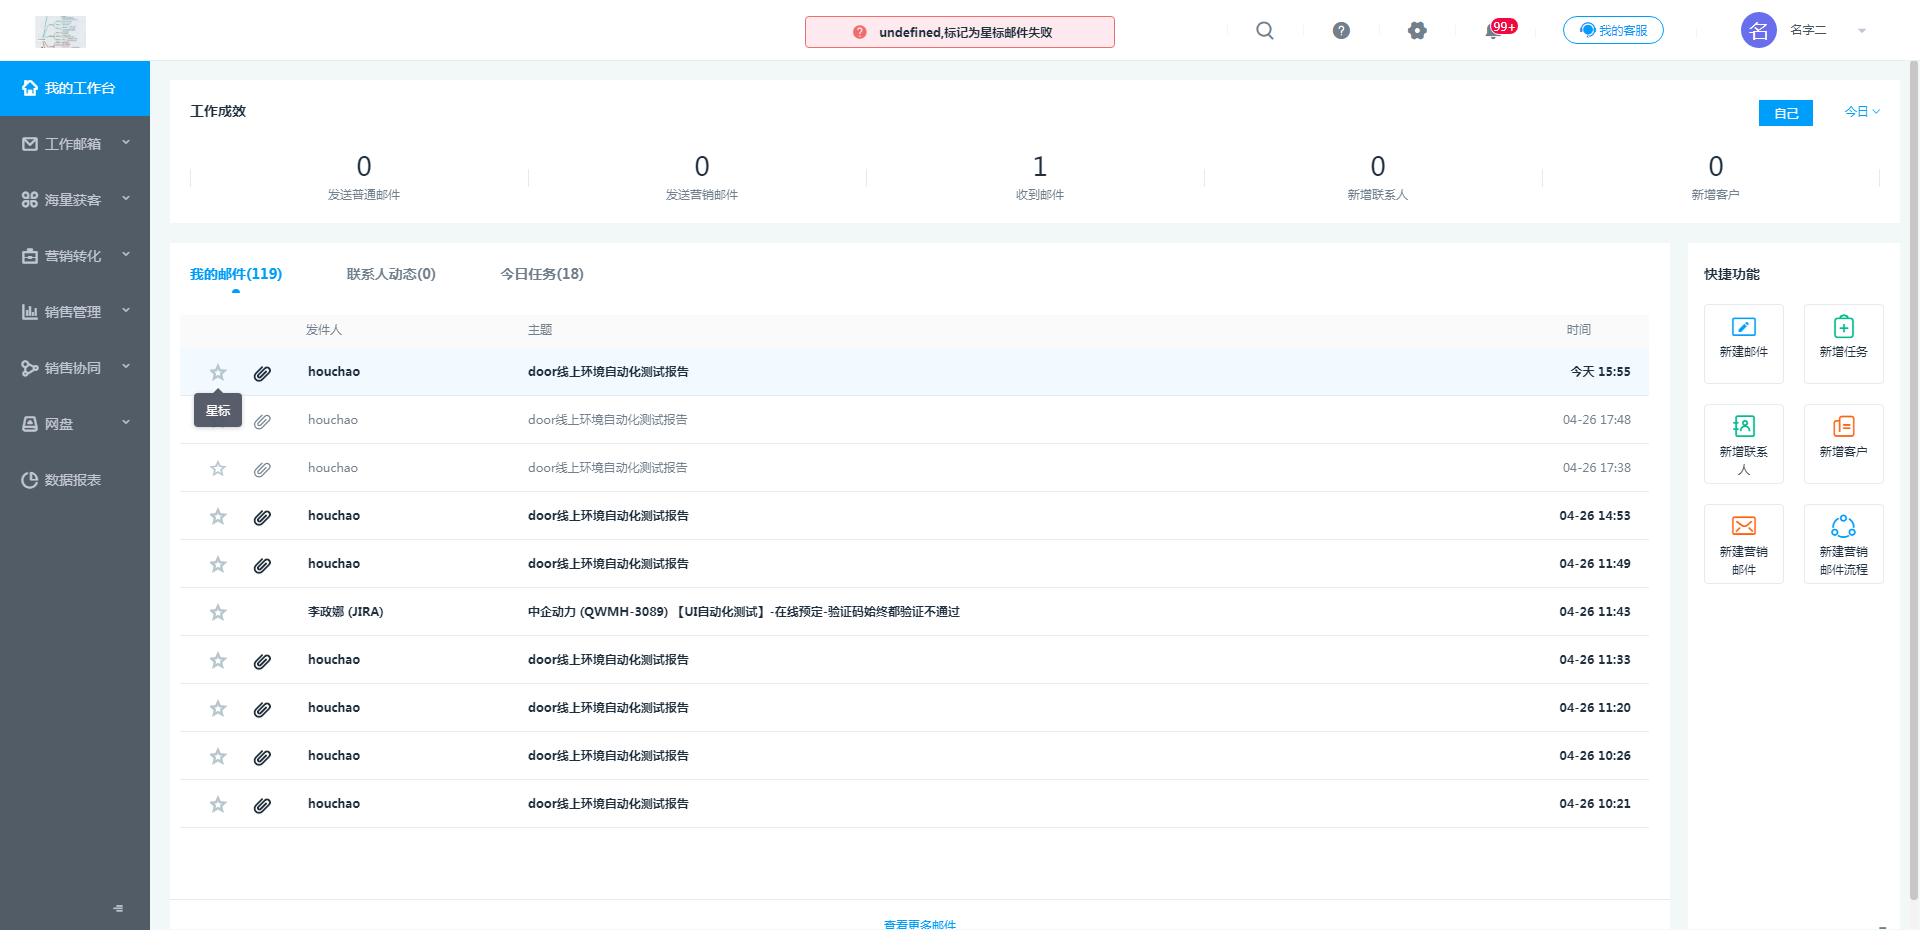 undefined,标记为星标邮件失败
99+
我的客服
名
名字二
我的工作台
工作邮箱
海量获客
营销转化
销售管理
销售协同
网盘
数据报表
工作成效
自己
今日
0
发送普通邮件
0
发送营销邮件
1
收到邮件
0
新增联系人
0
新增客户
我的邮件(119)
联系人动态(0)
今日任务(18)
发件人 主题 时间
houchao door线上环境自动化测试报告 今天 15:55
星标
houchao door线上环境自动化测试报告 04-26 17:48
houchao door线上环境自动化测试报告 04-26 17:38
houchao door线上环境自动化测试报告 04-26 14:53
houchao door线上环境自动化测试报告 04-26 11:49
李政娜 (JIRA) 中企动力 (QWMH-3089) 【UI自动化测试】-在线预定-验证码始终都验证不通过 04-26 11:43
houchao door线上环境自动化测试报告 04-26 11:33
houchao door线上环境自动化测试报告 04-26 11:20
houchao door线上环境自动化测试报告 04-26 10:26
houchao door线上环境自动化测试报告 04-26 10:21
查看更多邮件
快捷功能
新建邮件
新增任务
新增联系
人
新增客户
新建营销
邮件
新建营销
邮件流程